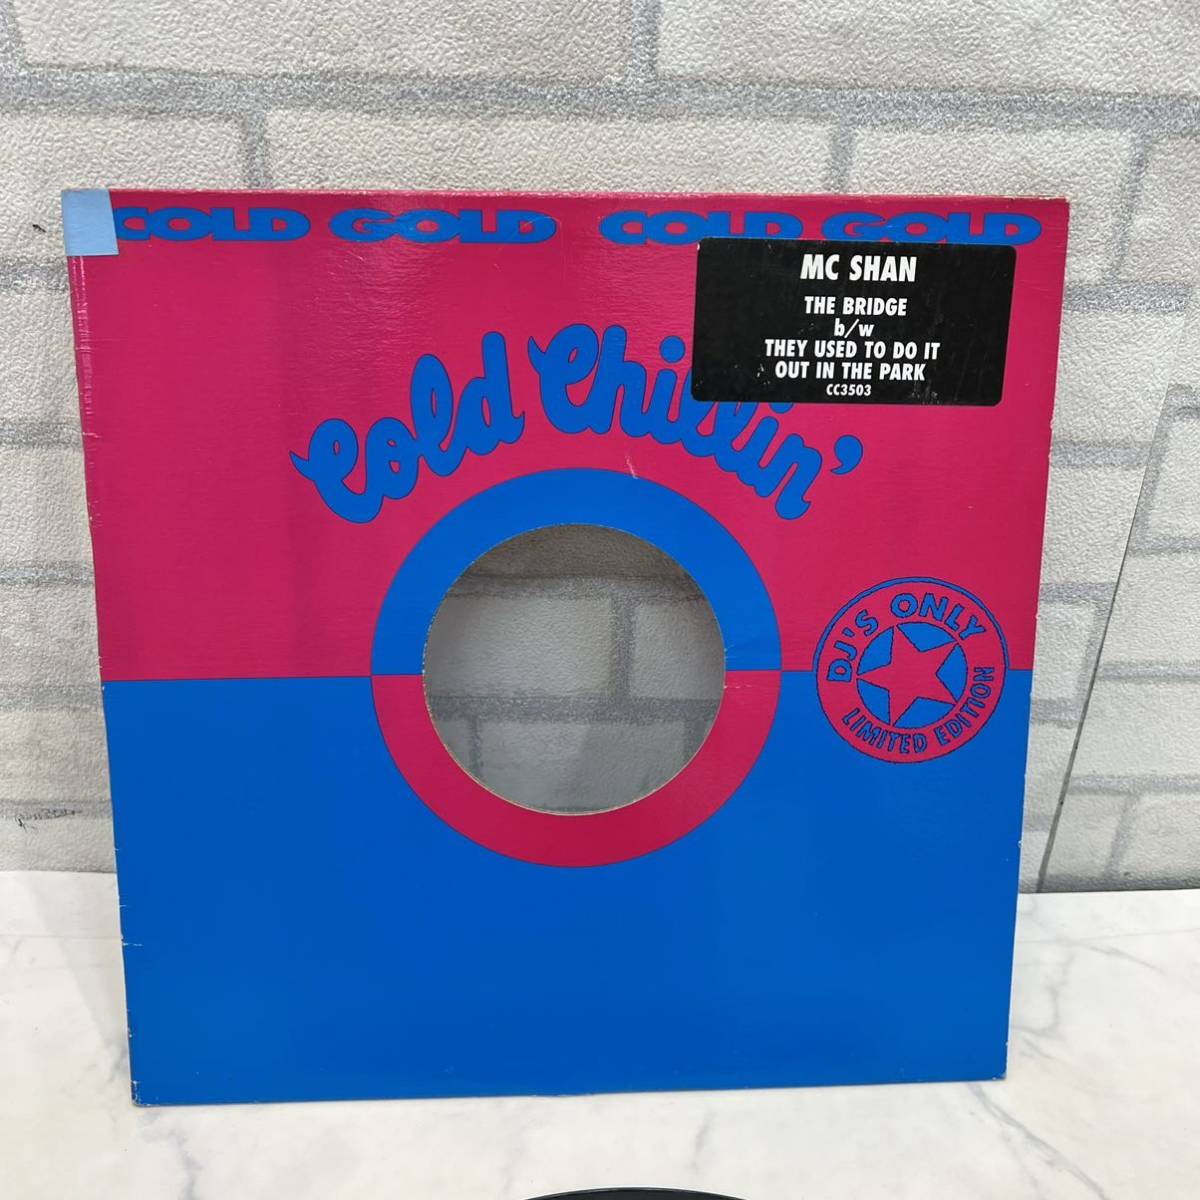 COLD GOLD COLD GOLD
MC SHAN
THE BRIDGE
b/w
THEY USED TO DO IT
OUT IN THE PARK
CC3503
Cold Chillin'
DJ'S ONLY
LIMITED EDITION